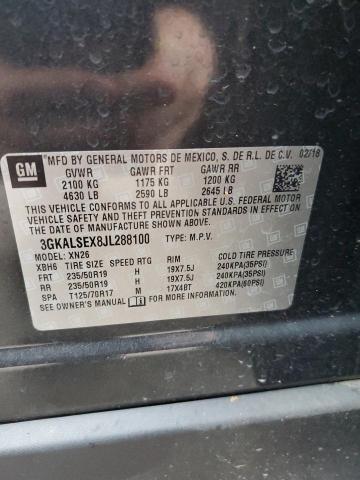 GM
MFD BY GENERAL MOTORS DE MEXICO, S. DE R.L. DE C.V. 02/18
GVWR GAWR FRT GAWR RR
2100 KG 1175 KG 1200 KG
4630 LB 2590 LB 2645 LB
THIS VEHICLE CONFORMS TO ALL APPLICABLE U.S. FEDERAL MOTOR
VEHICLE SAFETY, BUMPER, AND THEFT PREVENTION STANDARDS IN EFFECT ON THE
DATE OF MANUFACTURE SHOWN ABOVE.
3GKALSEX8JL288100 TYPE: M.P.V.
MODEL: XN26
XBH6 TIRE SIZE SPEED RTG RIM COLD TIRE PRESSURE
FRT 235/50R19 H 19X7.5J 240KPA(35PSI)
RR 235/50R19 H 19X7.5J 240KPA(35PSI)
SPA T125/70R17 M 17X4BT 420KPA(60PSI)
SEE OWNER'S MANUAL FOR MORE INFORMATION.